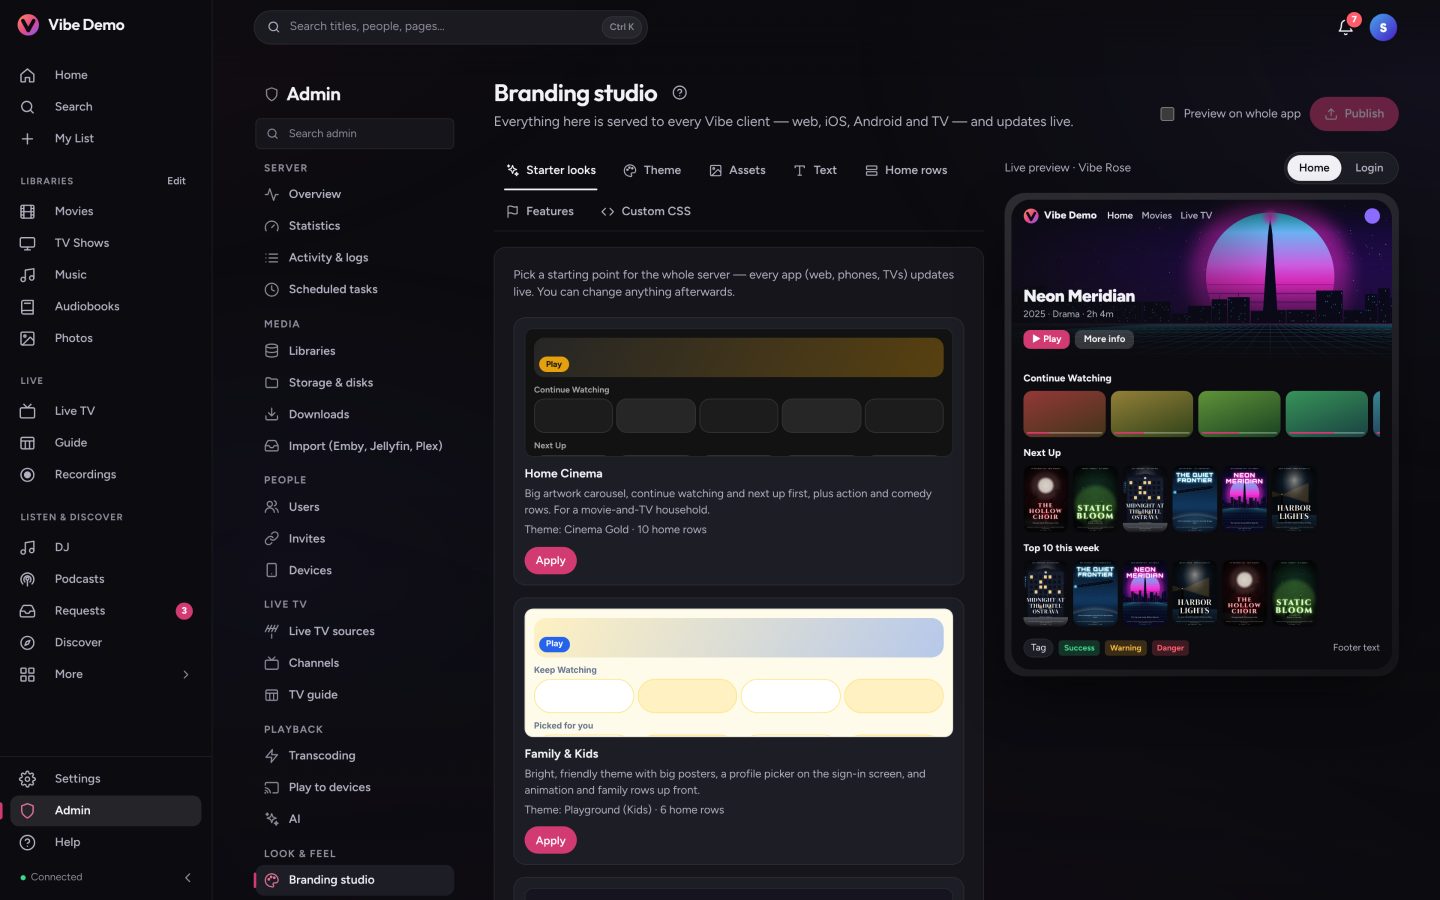 Vibe Demo
Home
Search
My List
LIBRARIES
Edit
Movies
TV Shows
Music
Audiobooks
Photos
LIVE
Live TV
Guide
Recordings
LISTEN & DISCOVER
DJ
Podcasts
Requests
3
Discover
More
Settings
Admin
Help
Connected
Search titles, people, pages...
Ctrl K
7
S
Admin
Search admin
SERVER
Overview
Statistics
Activity & logs
Scheduled tasks
MEDIA
Libraries
Storage & disks
Downloads
Import (Emby, Jellyfin, Plex)
PEOPLE
Users
Invites
Devices
LIVE TV
Live TV sources
Channels
TV guide
PLAYBACK
Transcoding
Play to devices
AI
LOOK & FEEL
Branding studio
Branding studio
Everything here is served to every Vibe client — web, iOS, Android and TV — and updates live.
Preview on whole app
Publish
Starter looks
Theme
Assets
Text
Home rows
Features
Custom CSS
Pick a starting point for the whole server — every app (web, phones, TVs) updates
live. You can change anything afterwards.
Play
Continue Watching
Next Up
Home Cinema
Big artwork carousel, continue watching and next up first, plus action and comedy
rows. For a movie-and-TV household.
Theme: Cinema Gold · 10 home rows
Apply
Play
Keep Watching
Picked for you
Family & Kids
Bright, friendly theme with big posters, a profile picker on the sign-in screen, and
animation and family rows up front.
Theme: Playground (Kids) · 6 home rows
Apply
Live preview · Vibe Rose
Home
Login
Vibe Demo
Home
Movies
Live TV
Neon Meridian
2025 · Drama · 2h 4m
Play
More info
Continue Watching
Next Up
THE HOLLOW CHOIR
STATIC BLOOM
MIDNIGHT AT THE HOTEL OSTRAVA
THE QUIET FRONTIER
NEON MERIDIAN
HARBOR LIGHTS
Top 10 this week
MIDNIGHT AT THE HOTEL OSTRAVA
THE QUIET FRONTIER
NEON MERIDIAN
HARBOR LIGHTS
THE HOLLOW CHOIR
STATIC BLOOM
Tag
Success
Warning
Danger
Footer text